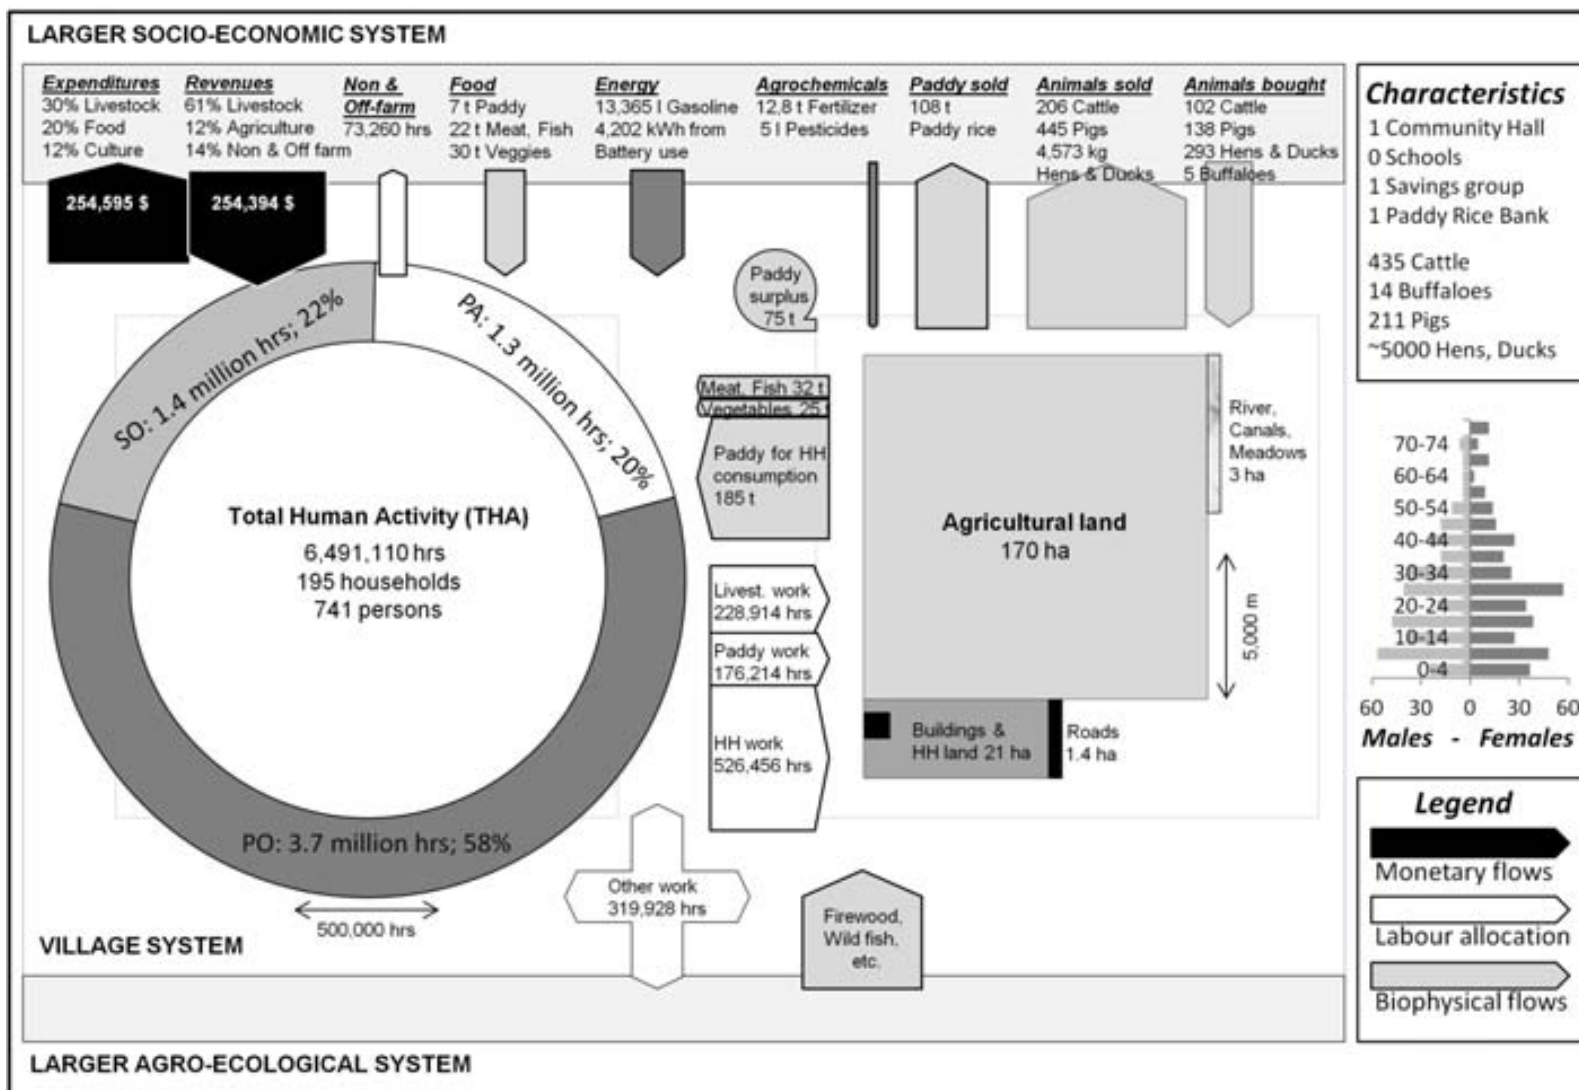 LARGER SOCIO-ECONOMIC SYSTEM
Expenditures
30% Livestock
20% Food
12% Culture
Revenues
61% Livestock
12% Agriculture
14% Non & Off farm
Non &
Off-farm
73,260 hrs
Food
7 t Paddy
22 t Meat, Fish
30 t Veggies
Energy
13,365 l Gasoline
4,202 kWh from
Battery use
Agrochemicals
12,8 t Fertilizer
5 l Pesticides
Paddy sold
108 t
Paddy rice
Animals sold
206 Cattle
445 Pigs
4,573 kg
Hens & Ducks
Animals bought
102 Cattle
138 Pigs
293 Hens & Ducks
5 Buffaloes
254,595 $
254,394 $
SO: 1.4 million hrs; 22%
PA: 1.3 million hrs; 20%
PO: 3.7 million hrs; 58%
Total Human Activity (THA)
6,491,110 hrs
195 households
741 persons
500,000 hrs
Paddy
surplus
75 t
Meat, Fish 32 t
Vegetables 25 t
Paddy for HH
consumption
185 t
Livest. work
228,914 hrs
Paddy work
176,214 hrs
HH work
526,456 hrs
Other work
319,928 hrs
Firewood,
Wild fish,
etc.
Agricultural land
170 ha
River,
Canals,
Meadows
3 ha
5,000 m
Buildings &
HH land 21 ha
Roads
1.4 ha
VILLAGE SYSTEM
LARGER AGRO-ECOLOGICAL SYSTEM
Characteristics
1 Community Hall
0 Schools
1 Savings group
1 Paddy Rice Bank
435 Cattle
14 Buffaloes
211 Pigs
~5000 Hens, Ducks
70-74
60-64
50-54
40-44
30-34
20-24
10-14
0-4
60 30 0 30 60
Males - Females
Legend
Monetary flows
Labour allocation
Biophysical flows